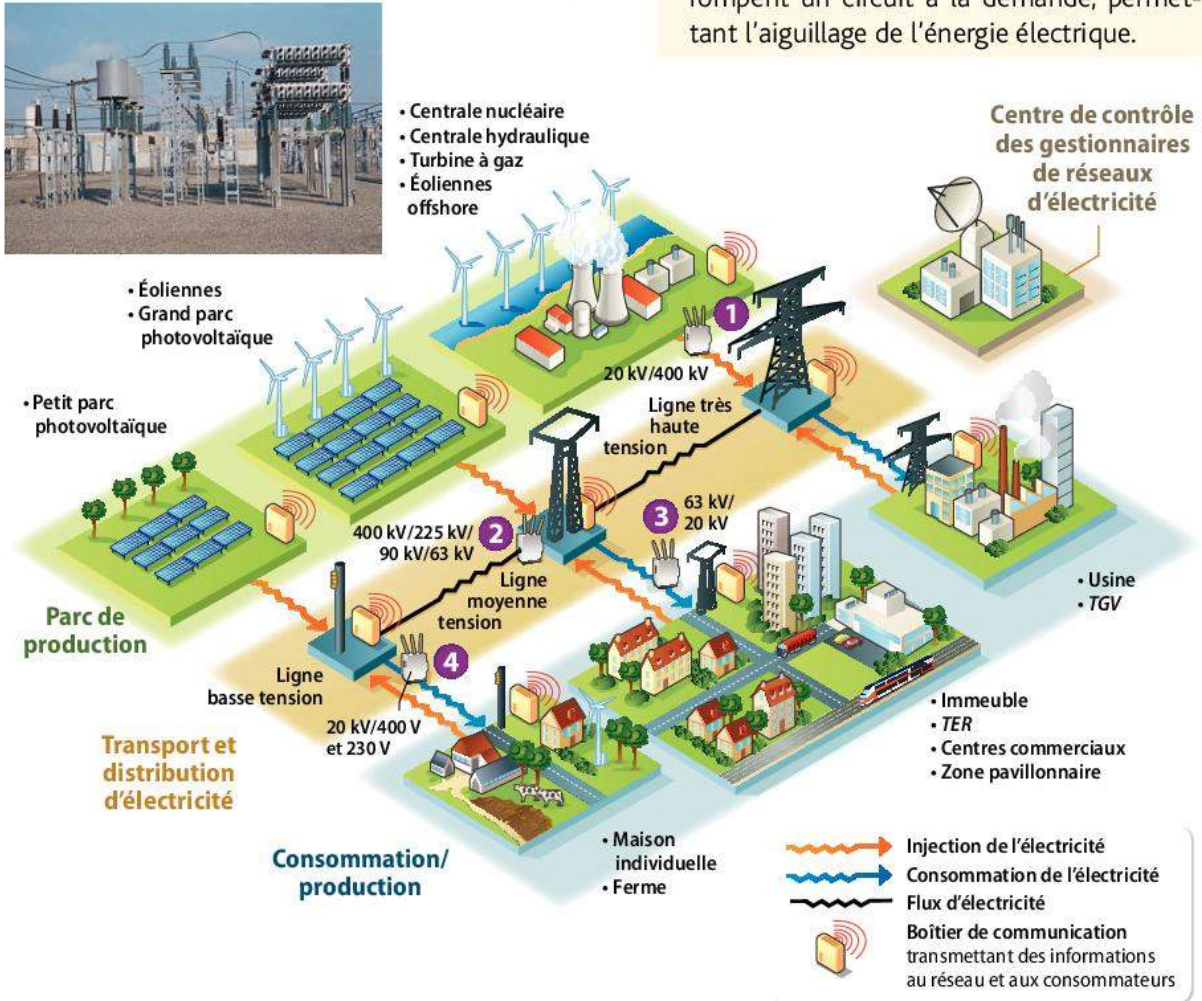 rompent un circuit à la demande, permet-
tant l'aiguillage de l'énergie électrique.
• Centrale nucléaire
• Centrale hydraulique
• Turbine à gaz
• Éoliennes
offshore
Centre de contrôle
des gestionnaires
de réseaux
d'électricité
• Éoliennes
• Grand parc
photovoltaïque
• Petit parc
photovoltaïque
1
20 kV/400 kV
Ligne très
haute
tension
400 kV/225 kV/
90 kV/63 kV
2
3
63 kV/
20 kV
Ligne
moyenne
tension
• Usine
• TGV
Parc de
production
4
Ligne
basse tension
20 kV/400 V
et 230 V
• Immeuble
• TER
• Centres commerciaux
• Zone pavillonnaire
Transport et
distribution
d'électricité
Consommation/
production
• Maison
individuelle
• Ferme
Injection de l'électricité
Consommation de l'électricité
Flux d'électricité
Boîtier de communication
transmettant des informations
au réseau et aux consommateurs